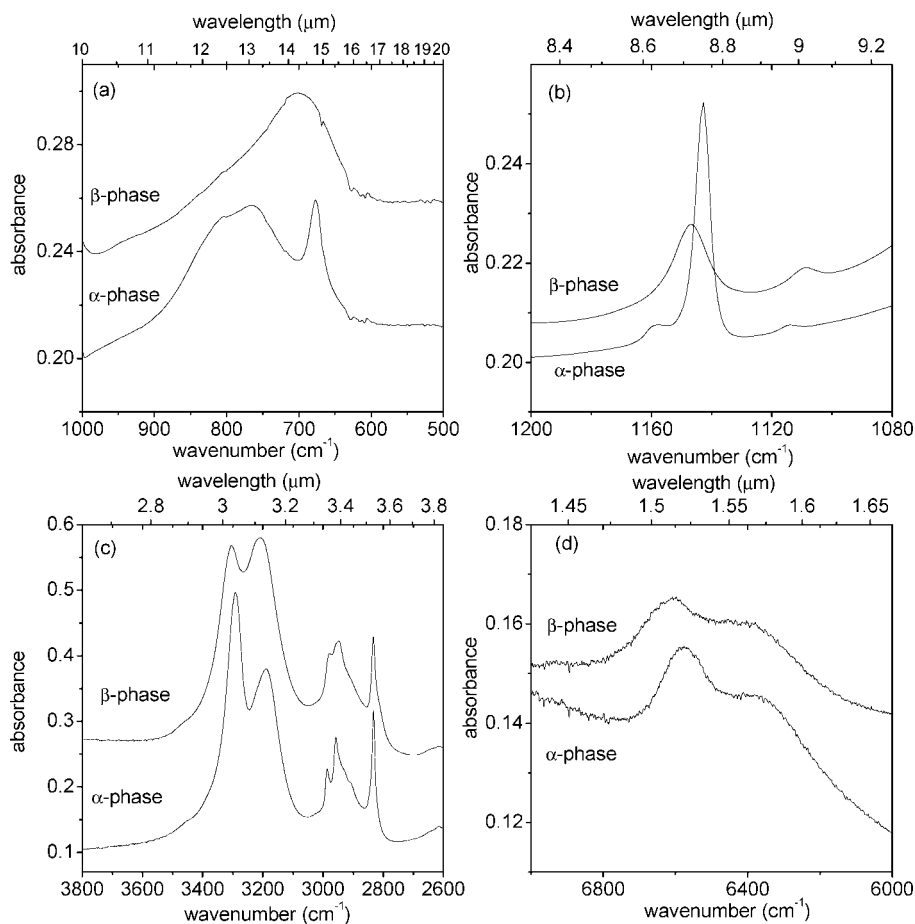 wavelength (μm)
10 11 12 13 14 15 16 17 18 19 20
(a)
0.28
β-phase
absorbance
0.24
α-phase
0.20
1000 900 800 700 600 500
wavenumber (cm-1)
wavelength (μm)
8.4 8.6 8.8 9 9.2
(b)
0.24
absorbance
β-phase
0.22
0.20
α-phase
1200 1160 1120 1080
wavenumber (cm-1)
wavelength (μm)
2.8 3 3.2 3.4 3.6 3.8
0.6
(c)
0.5
0.4
absorbance
β-phase
0.3
0.2
α-phase
0.1
3800 3600 3400 3200 3000 2800 2600
wavenumber (cm-1)
wavelength (μm)
1.45 1.5 1.55 1.6 1.65
0.18
(d)
0.16
β-phase
absorbance
0.14
α-phase
0.12
6800 6400 6000
wavenumber (cm-1)